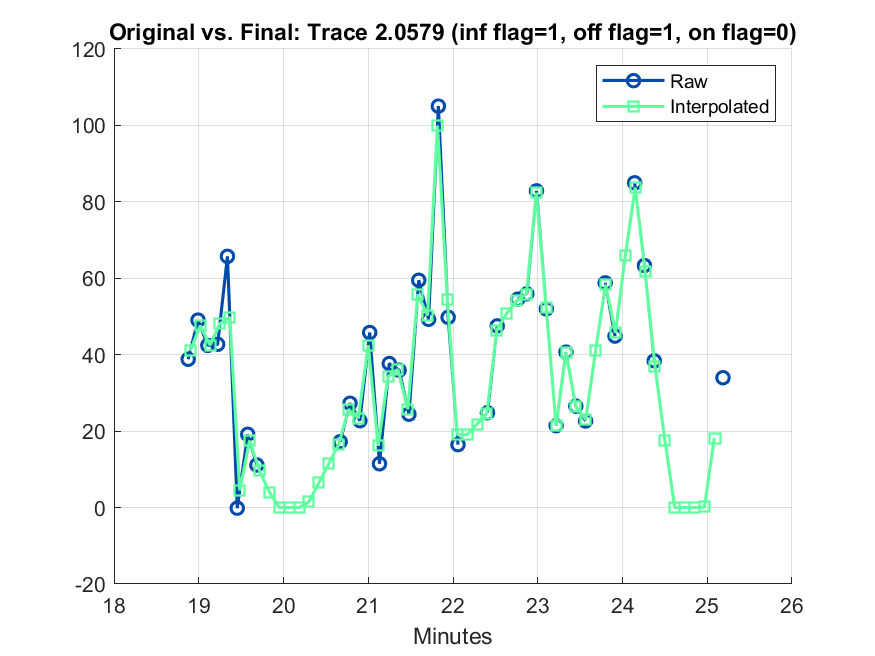 Original vs. Final: Trace 2.0579 (inf flag=1, off flag=1, on flag=0)
120
100
80
60
40
20
0
-20
Raw
Interpolated
18 19 20 21 22 23 24 25 26
Minutes